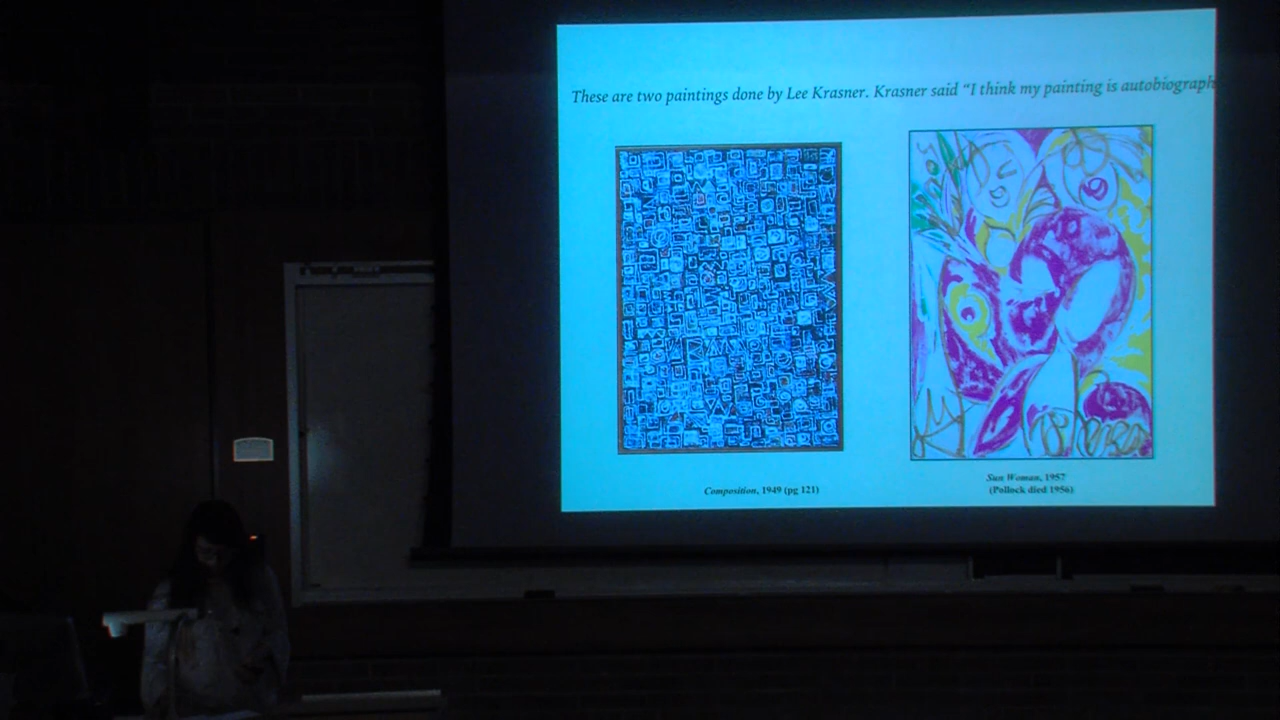 These are two paintings done by Lee Krasner. Krasner said “I think my painting is autobiograph
Composition, 1949 (pg 121)
Sun Woman, 1957
(Pollock died 1956)